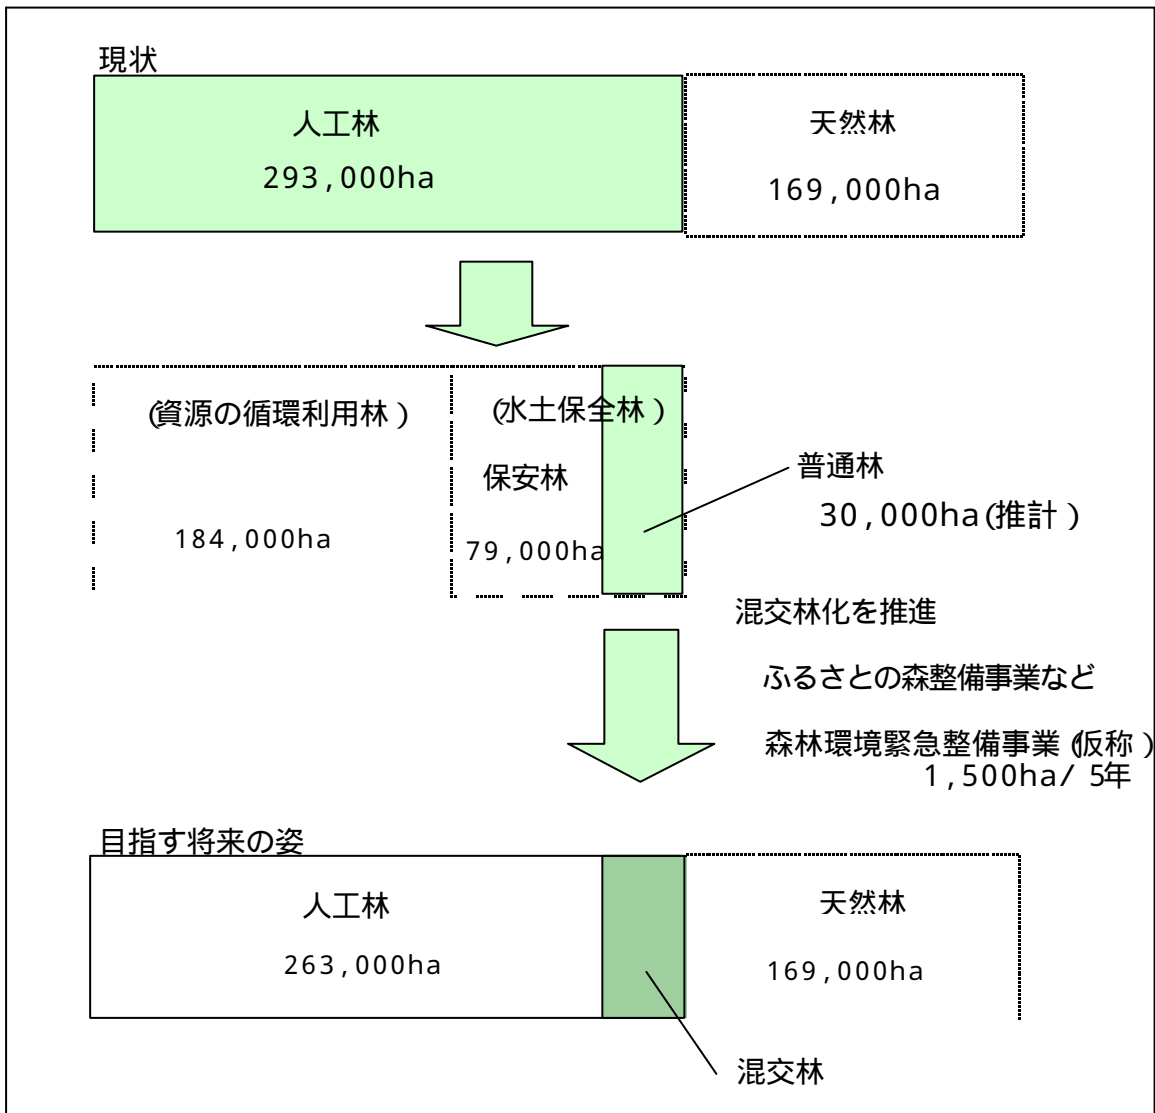 現状
人工林
293,000ha
天然林
169,000ha
(資源の循環利用林)
184,000ha
(水土保全林)
保安林
79,000ha
普通林
30,000ha(推計)
混交林化を推進
ふるさとの森整備事業など
森林環境緊急整備事業(仮称)
1,500ha/5年
目指す将来の姿
人工林
263,000ha
天然林
169,000ha
混交林